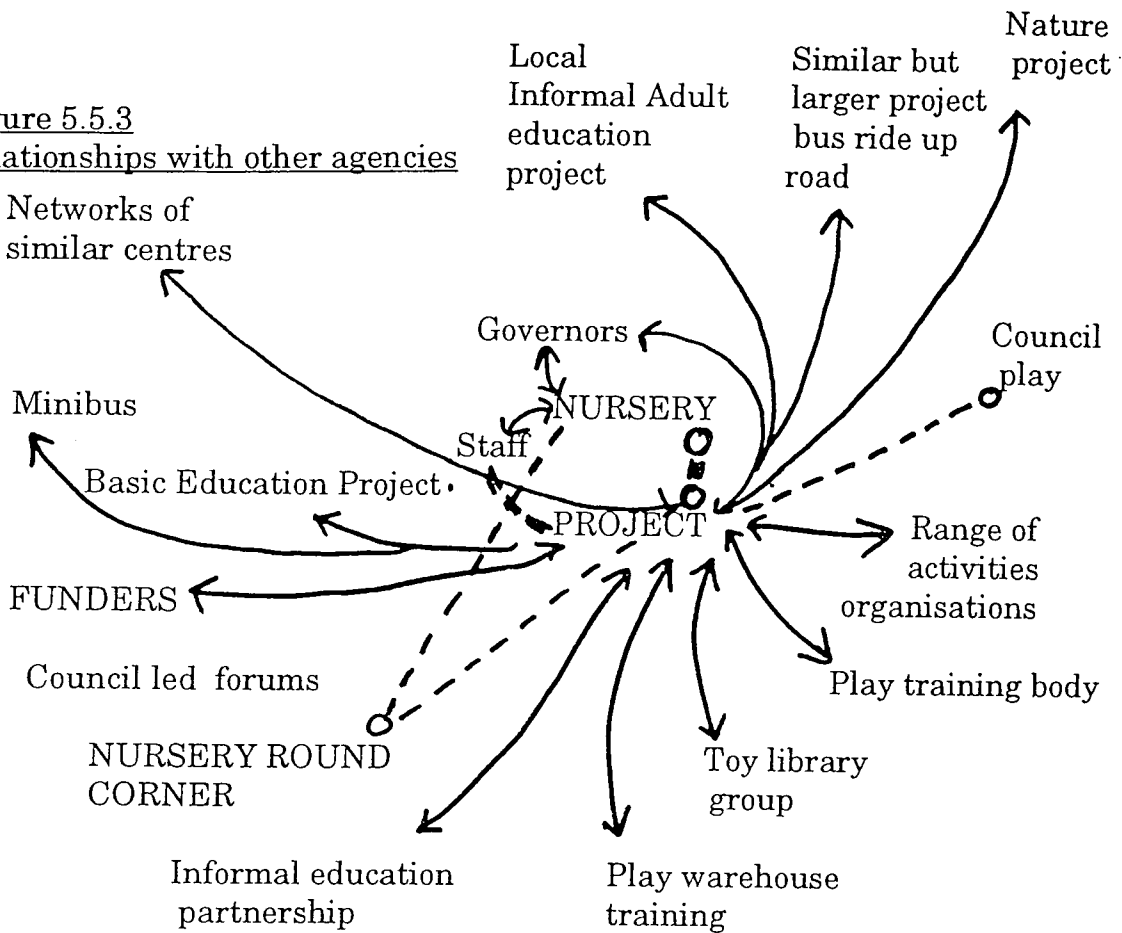 ure 5.5.3
lationships with other agencies
Networks of
similar centres
Local
Informal Adult
education
project
Similar but
larger project
bus ride up
road
Nature
project
Governors
Council
play
Minibus
NURSERY
Staff
Basic Education Project.
PROJECT
Range of
activities
organisations
FUNDERS
Council led forums
Play training body
NURSERY ROUND
CORNER
Toy library
group
Informal education
partnership
Play warehouse
training